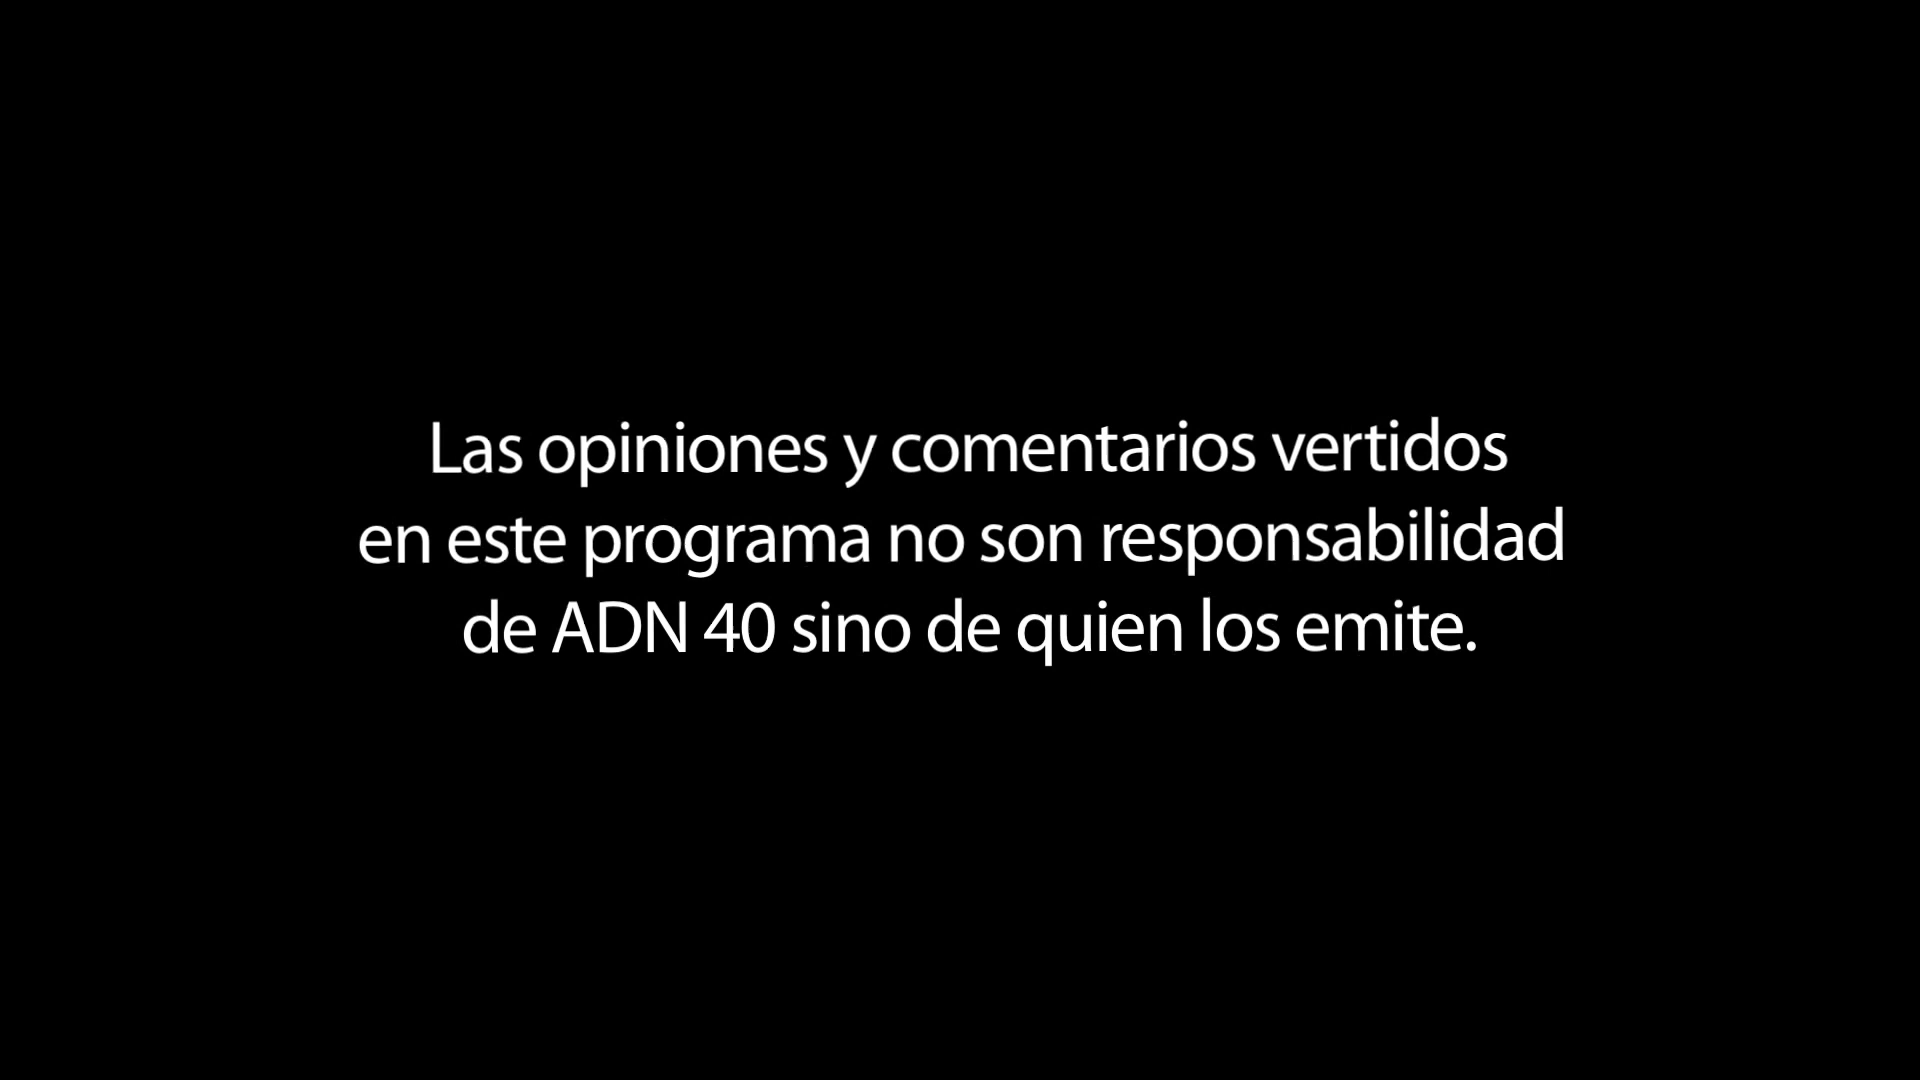 Las opiniones y comentarios vertidos
en este programa no son responsabilidad
de ADN 40 sino de quien los emite.